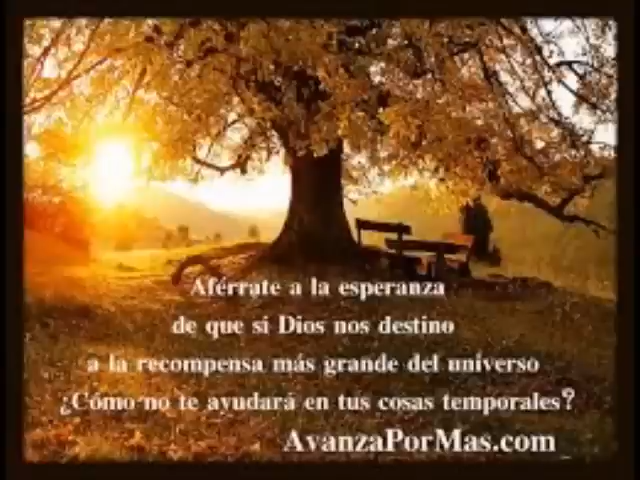 Aférrate a la esperanza
de que si Dios nos destino
a la recompensa más grande del universo
¿Cómo no te ayudará en tus cosas temporales?
AvanzaPorMas.com